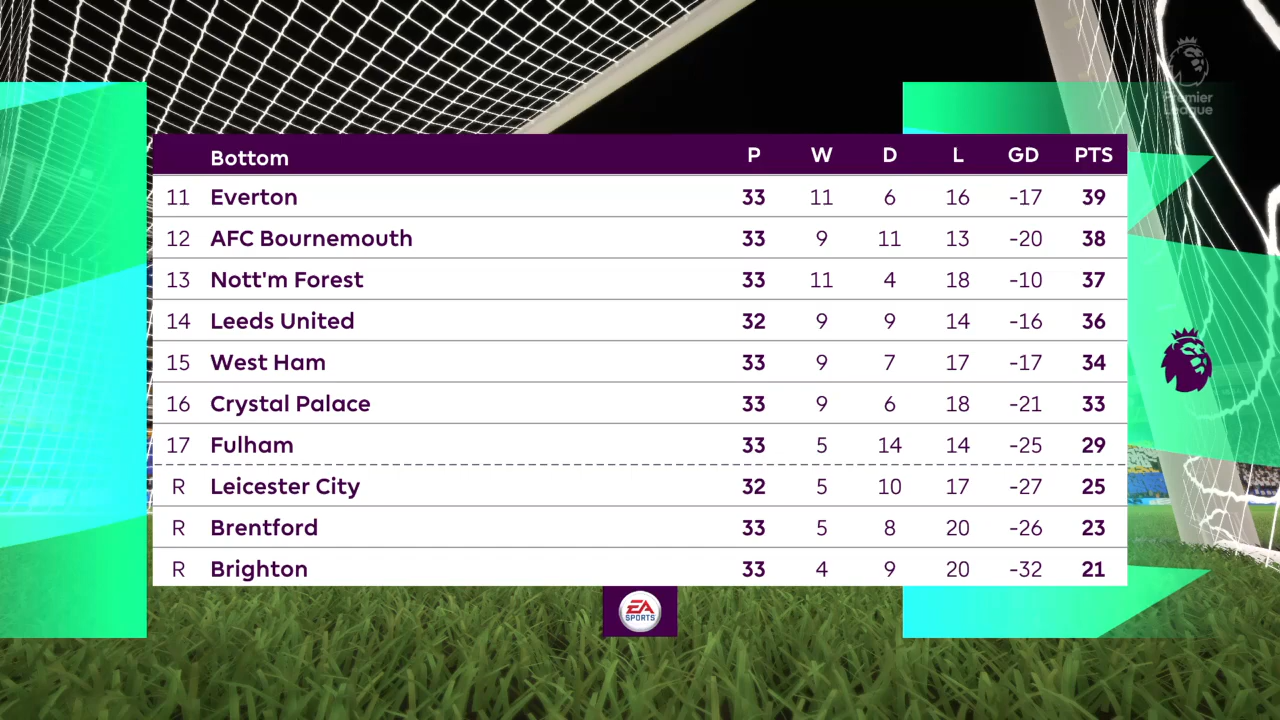 Premier
League
Bottom P W D L GD PTS
11 Everton 33 11 6 16 -17 39
12 AFC Bournemouth 33 9 11 13 -20 38
13 Nott'm Forest 33 11 4 18 -10 37
14 Leeds United 32 9 9 14 -16 36
15 West Ham 33 9 7 17 -17 34
16 Crystal Palace 33 9 6 18 -21 33
17 Fulham 33 5 14 14 -25 29
R Leicester City 32 5 10 17 -27 25
R Brentford 33 5 8 20 -26 23
R Brighton 33 4 9 20 -32 21
EA
SPORTS